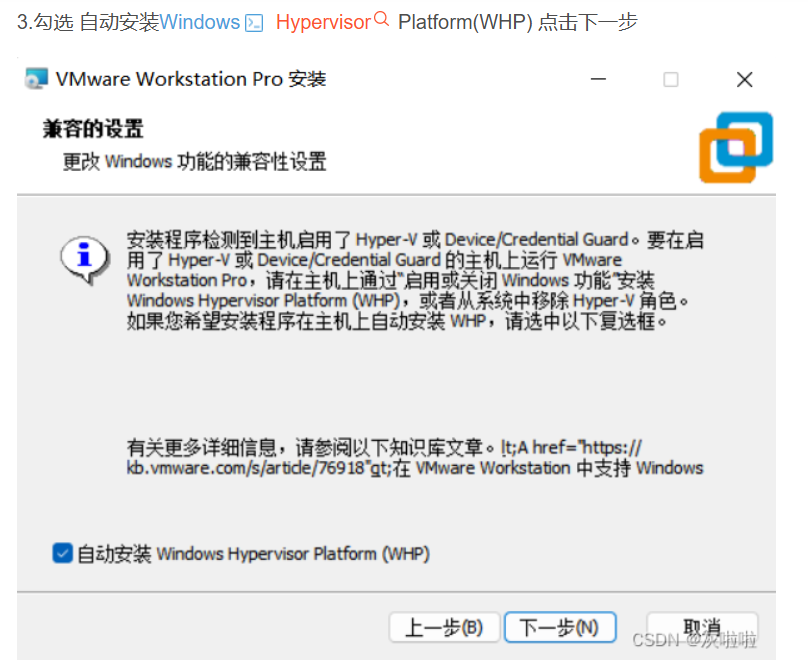 3.勾选 自动安装Windows Hypervisor Platform(WHP) 点击下一步
VMware Workstation Pro 安装
兼容的设置
更改 Windows 功能的兼容性设置
安装程序检测到主机启用了 Hyper-V 或 Device/Credential Guard。要在启
用了 Hyper-V 或 Device/Credential Guard 的主机上运行 VMware
Workstation Pro，请在主机上通过“启用或关闭 Windows 功能”安装
Windows Hypervisor Platform (WHP)，或者从系统中移除 Hyper-V 角色。
如果您希望安装程序在主机上自动安装 WHP，请选中以下复选框。
有关更多详细信息，请参阅以下知识库文章。lt;A href="https://
kb.vmware.com/s/article/76918"gt;在 VMware Workstation 中支持 Windows
自动安装 Windows Hypervisor Platform (WHP)
上一步(B) 下一步(N) 取消
CSDN @灰啦啦